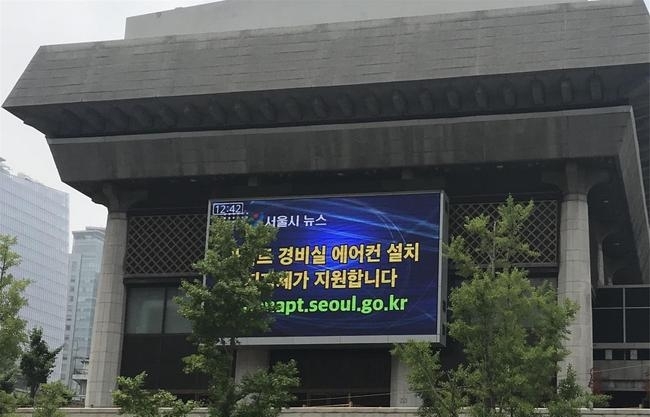 12:42
서울시 뉴스
경비실 에어컨 설치
지원합니다
apt.seoul.go.kr